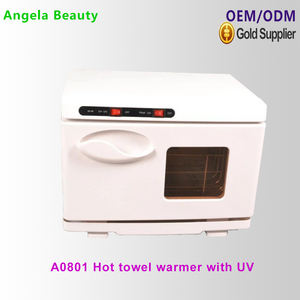 Angela Beauty
OEM/ODM
Gold Supplier
A0801 Hot towel warmer with UV